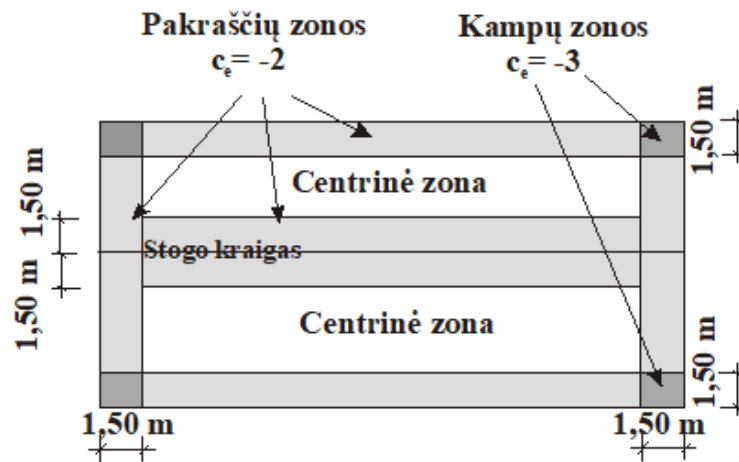 Pakraščių zonos
cₑ= -2
Kampų zonos
cₑ= -3
1,50 m
Centrinė zona
1,50 m
Stogo kraigas
1,50 m
Centrinė zona
1,50 m
1,50 m
1,50 m